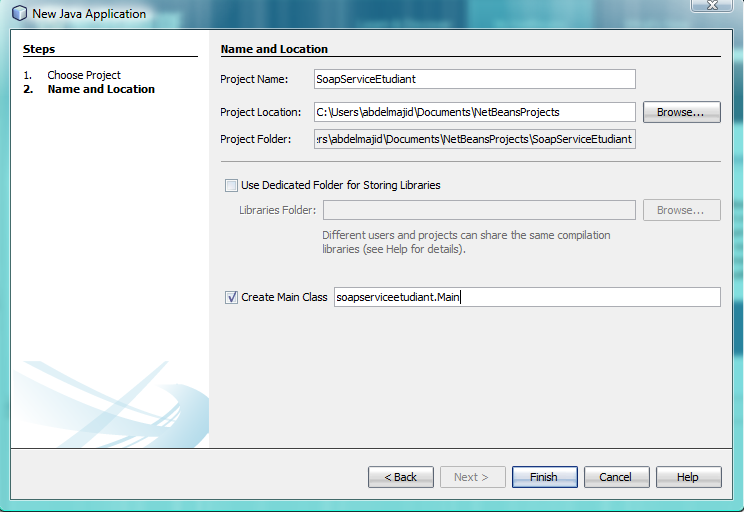 New Java Application
Steps
1. Choose Project
2. Name and Location
Name and Location
Project Name: SoapServiceEtudiant
Project Location: C:\Users\abdelmajid\Documents\NetBeansProjects Browse...
Project Folder: ers\abdelmajid\Documents\NetBeansProjects\SoapServiceEtudiant
Use Dedicated Folder for Storing Libraries
Libraries Folder: Browse...
Different users and projects can share the same compilation
libraries (see Help for details).
Create Main Class soapserviceetudiant.Main
< Back Next > Finish Cancel Help